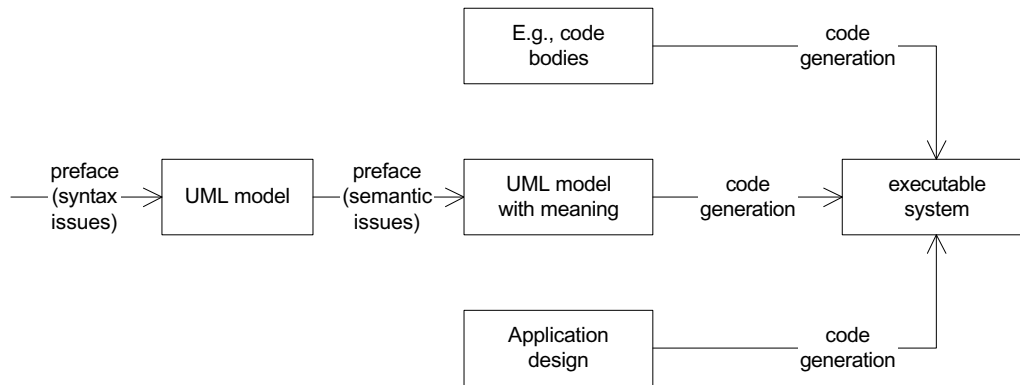 E.g., code
bodies
code
generation
preface
(syntax
issues)
UML model
preface
(semantic
issues)
UML model
with meaning
code
generation
executable
system
Application
design
code
generation